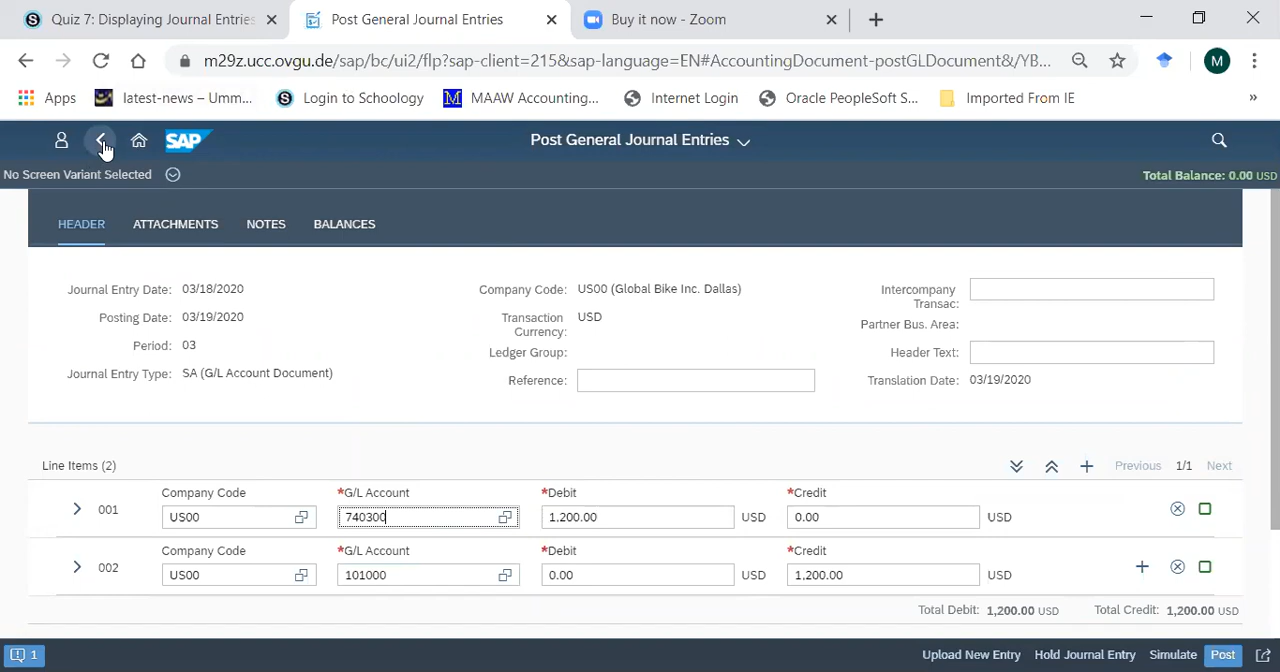 Quiz 7: Displaying Journal Entries
Post General Journal Entries
Buy it now - Zoom
m29z.ucc.ovgu.de/sap/bc/ui2/flp?sap-client=215&sap-language=EN#AccountingDocument-postGLDocument&/YB...
M
Apps
latest-news – Umm...
S
Login to Schoology
M
MAAW Accounting...
Internet Login
Oracle PeopleSoft S...
Imported From IE
»
SAP
Post General Journal Entries
No Screen Variant Selected
Total Balance: 0.00 USD
HEADER
ATTACHMENTS
NOTES
BALANCES
Journal Entry Date: 03/18/2020
Company Code: US00 (Global Bike Inc. Dallas)
Intercompany Transac:
Posting Date: 03/19/2020
Transaction Currency: USD
Partner Bus. Area:
Period: 03
Ledger Group:
Header Text:
Journal Entry Type: SA (G/L Account Document)
Reference:
Translation Date: 03/19/2020
Line Items (2)
Previous 1/1 Next
Company Code *G/L Account *Debit *Credit
001 US00 740300 1,200.00 USD 0.00 USD
Company Code *G/L Account *Debit *Credit
002 US00 101000 0.00 USD 1,200.00 USD
Total Debit: 1,200.00 USD Total Credit: 1,200.00 USD
1
Upload New Entry Hold Journal Entry Simulate Post